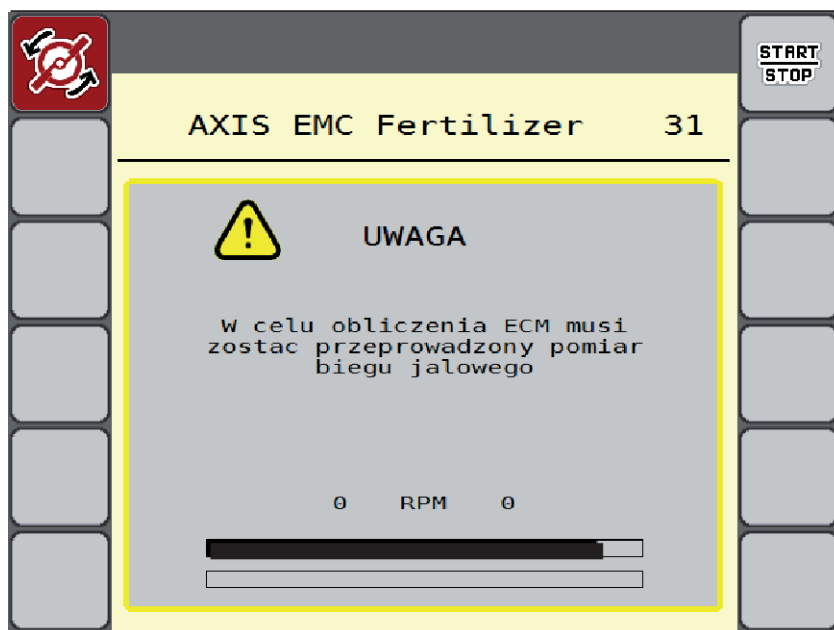 START
STOP
AXIS EMC Fertilizer 31
UWAGA
W celu obliczenia ECM musi
zostac przeprowadzony pomiar
biegu jalowego
0 RPM 0